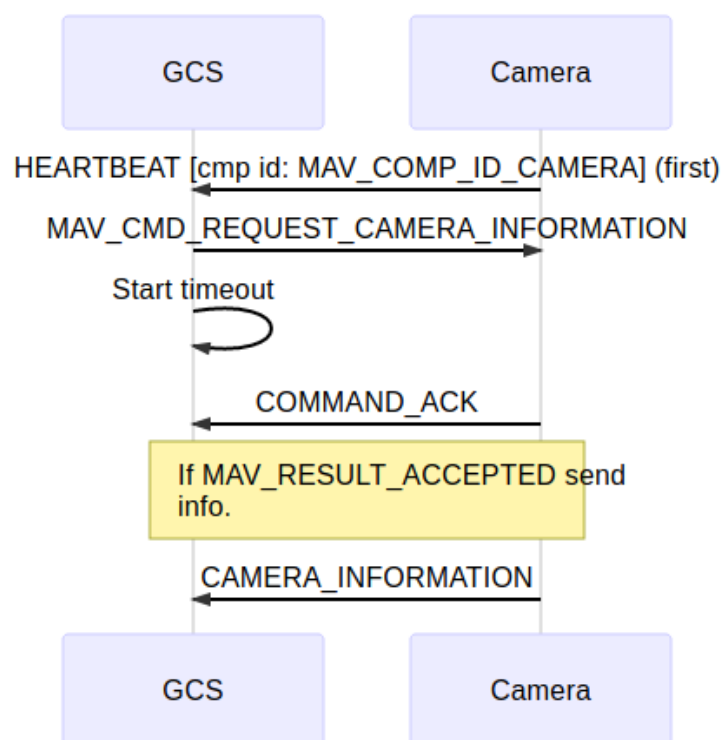 GCS Camera
HEARTBEAT [cmp id: MAV_COMP_ID_CAMERA] (first)
MAV_CMD_REQUEST_CAMERA_INFORMATION
Start timeout
COMMAND_ACK
If MAV_RESULT_ACCEPTED send
info.
CAMERA_INFORMATION
GCS Camera